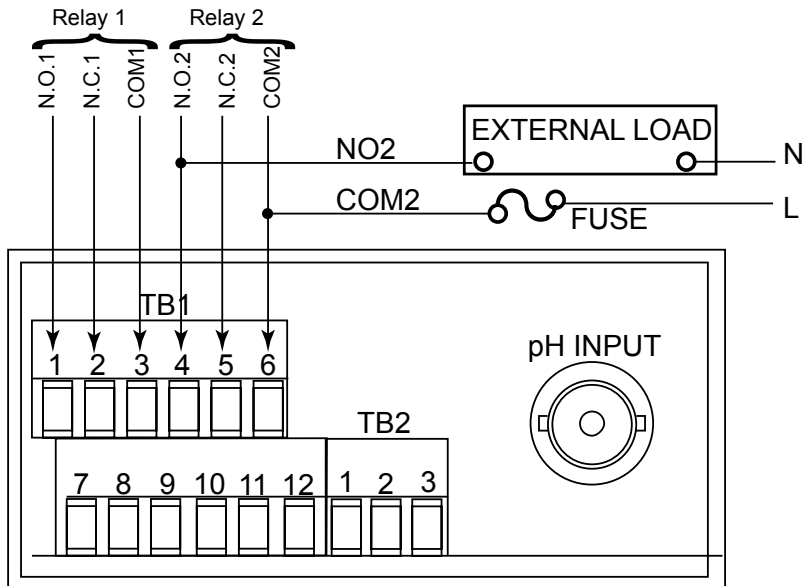 Relay 1 Relay 2
N.O.1 N.C.1 COM1 N.O.2 N.C.2 COM2
EXTERNAL LOAD
NO2 N
COM2 FUSE L
TB1
1 2 3 4 5 6
pH INPUT
TB2
7 8 9 10 11 12 1 2 3